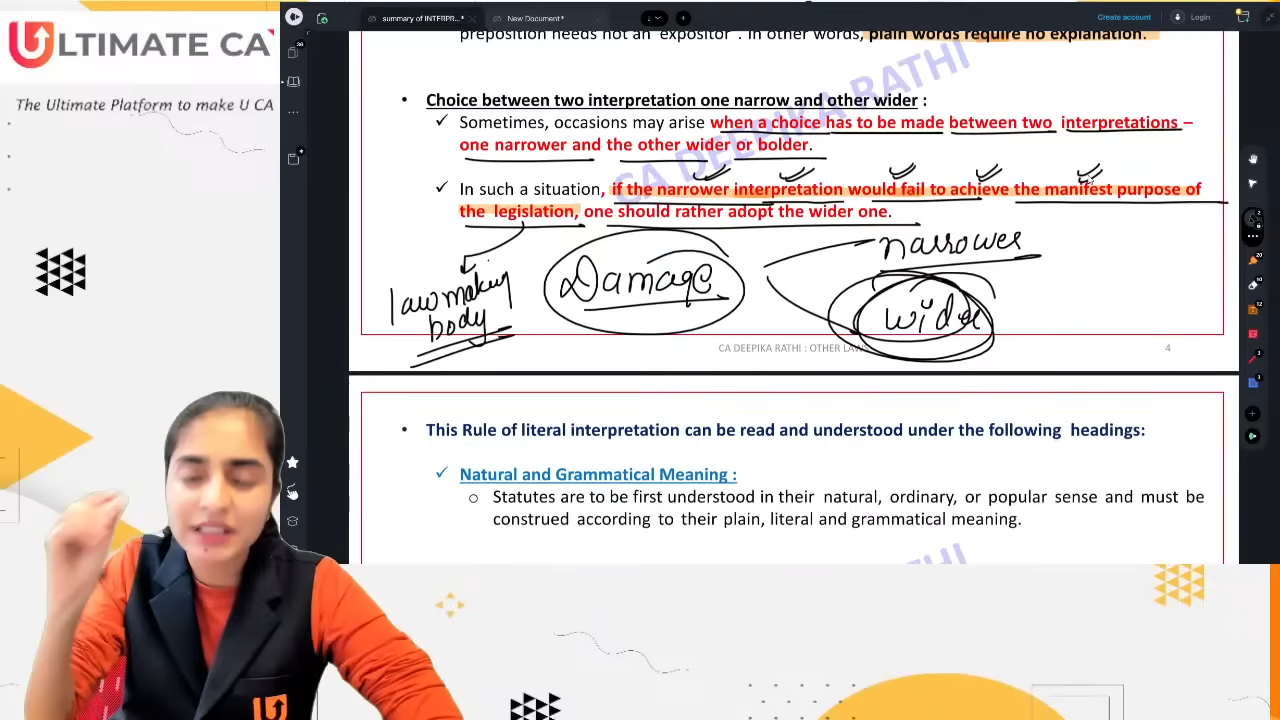 ULTIMATE CA
The Ultimate Platform to make U CA
summary of INTERPR...*
New Document*
Create account
Login
preposition needs not an expositor". In other words, plain words require no explanation.
• Choice between two interpretation one narrow and other wider :
✓ Sometimes, occasions may arise when a choice has to be made between two interpretations –
one narrower and the other wider or bolder.
✓ In such a situation, if the narrower interpretation would fail to achieve the manifest purpose of
the legislation, one should rather adopt the wider one.
law making
body
Damage
narrower
wider
CA DEEPIKA RATHI : OTHER LAWS
4
CA DEEPIKA RATHI
• This Rule of literal interpretation can be read and understood under the following headings:
✓ Natural and Grammatical Meaning :
o Statutes are to be first understood in their natural, ordinary, or popular sense and must be
construed according to their plain, literal and grammatical meaning.
RATHI